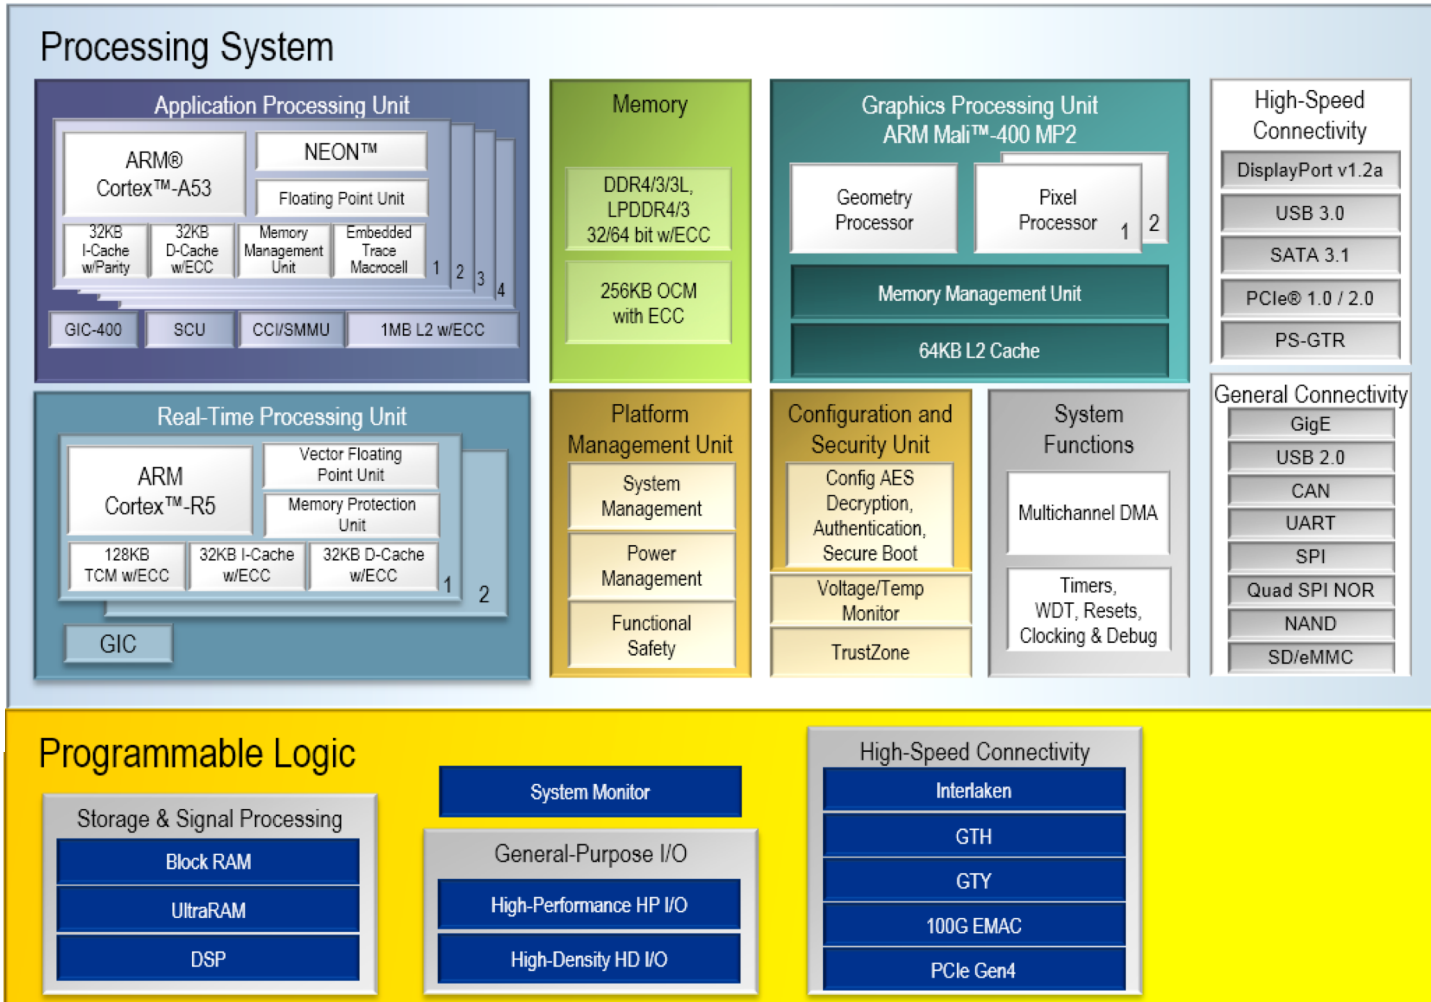 Processing System
Application Processing Unit
ARM®
Cortex™-A53
NEON™
Floating Point Unit
32KB
I-Cache
w/Parity
32KB
D-Cache
w/ECC
Memory
Management
Unit
Embedded
Trace
Macrocell
1
2
3
4
GIC-400
SCU
CCI/SMMU
1MB L2 w/ECC
Memory
DDR4/3/3L,
LPDDR4/3
32/64 bit w/ECC
256KB OCM
with ECC
Graphics Processing Unit
ARM Mali™-400 MP2
Geometry
Processor
Pixel
Processor
1
2
Memory Management Unit
64KB L2 Cache
High-Speed
Connectivity
DisplayPort v1.2a
USB 3.0
SATA 3.1
PCIe® 1.0 / 2.0
PS-GTR
Real-Time Processing Unit
ARM
Cortex™-R5
Vector Floating
Point Unit
Memory Protection
Unit
128KB
TCM w/ECC
32KB I-Cache
w/ECC
32KB D-Cache
w/ECC
1
2
GIC
Platform
Management Unit
System
Management
Power
Management
Functional
Safety
Configuration and
Security Unit
Config AES
Decryption,
Authentication,
Secure Boot
Voltage/Temp
Monitor
TrustZone
System
Functions
Multichannel DMA
Timers,
WDT, Resets,
Clocking & Debug
General Connectivity
GigE
USB 2.0
CAN
UART
SPI
Quad SPI NOR
NAND
SD/eMMC
Programmable Logic
Storage & Signal Processing
Block RAM
UltraRAM
DSP
System Monitor
General-Purpose I/O
High-Performance HP I/O
High-Density HD I/O
High-Speed Connectivity
Interlaken
GTH
GTY
100G EMAC
PCIe Gen4